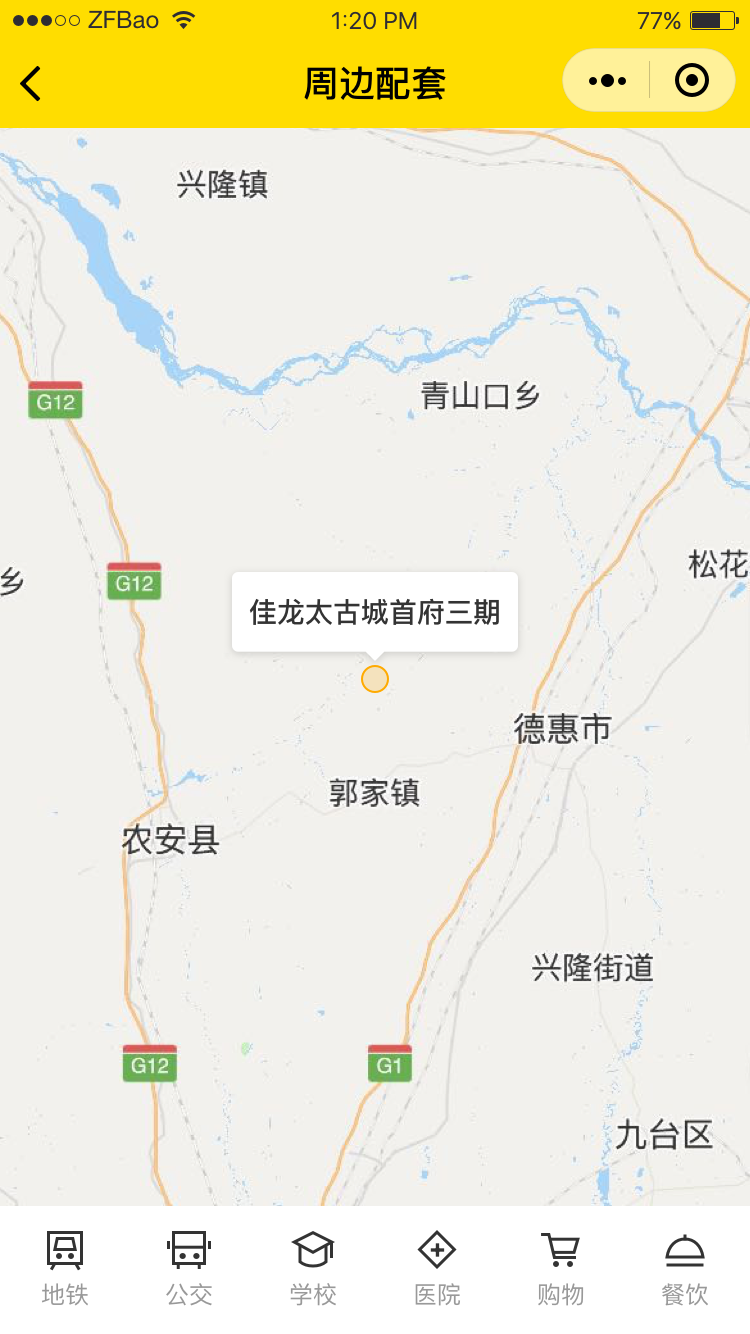 ZFBao 1:20 PM 77%
周边配套
兴隆镇
青山口乡
G12
松花
乡
G12
佳龙太古城首府三期
德惠市
郭家镇
农安县
兴隆街道
G12
G1
九台区
地铁 公交 学校 医院 购物 餐饮